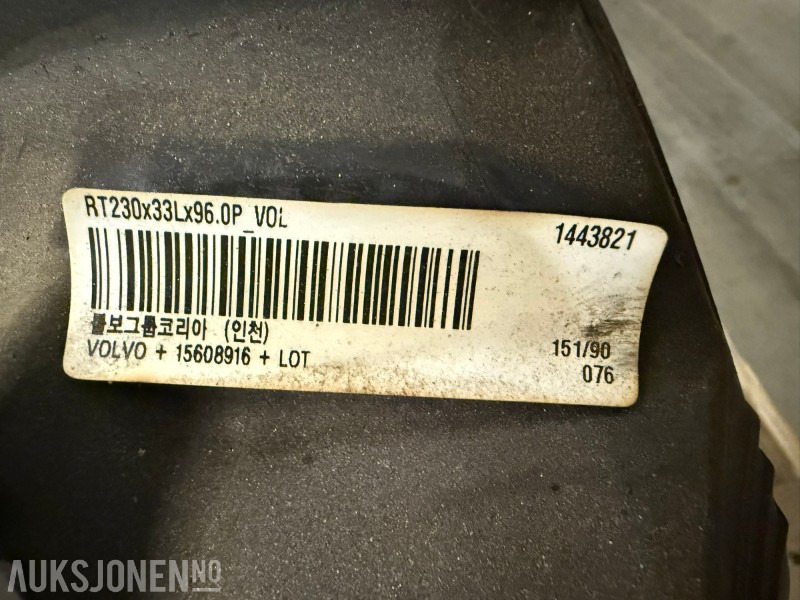 RT230x33Lx96.0P_VOL
1443821
볼보그룹코리아 (인천)
VOLVO + 15608916 + LOT
151/90
076
AUKSJONEN.NO